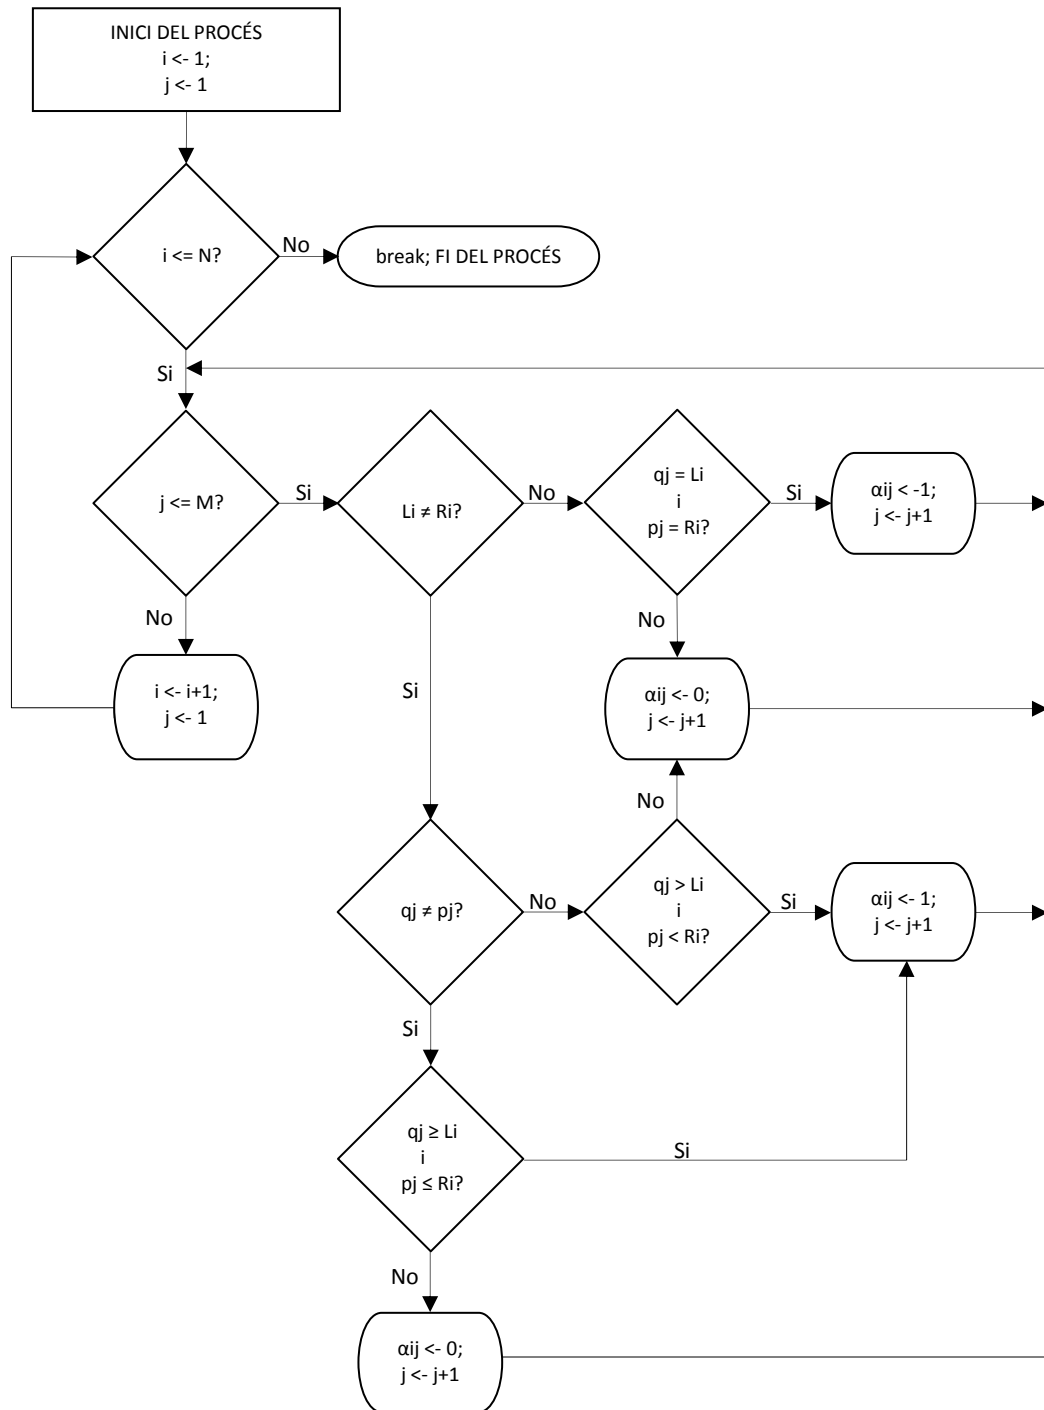 INICI DEL PROCÉS
i <- 1;
j <- 1
i <= N?
No
break; FI DEL PROCÉS
Si
j <= M?
Si
Li ≠ Ri?
No
qj = Li
i
pj = Ri?
Si
αij < -1;
j <- j+1
No
i <- i+1;
j <- 1
No
αij <- 0;
j <- j+1
Si
No
qj ≠ pj?
No
qj > Li
i
pj < Ri?
Si
αij <- 1;
j <- j+1
Si
qj ≥ Li
i
pj ≤ Ri?
Si
No
αij <- 0;
j <- j+1